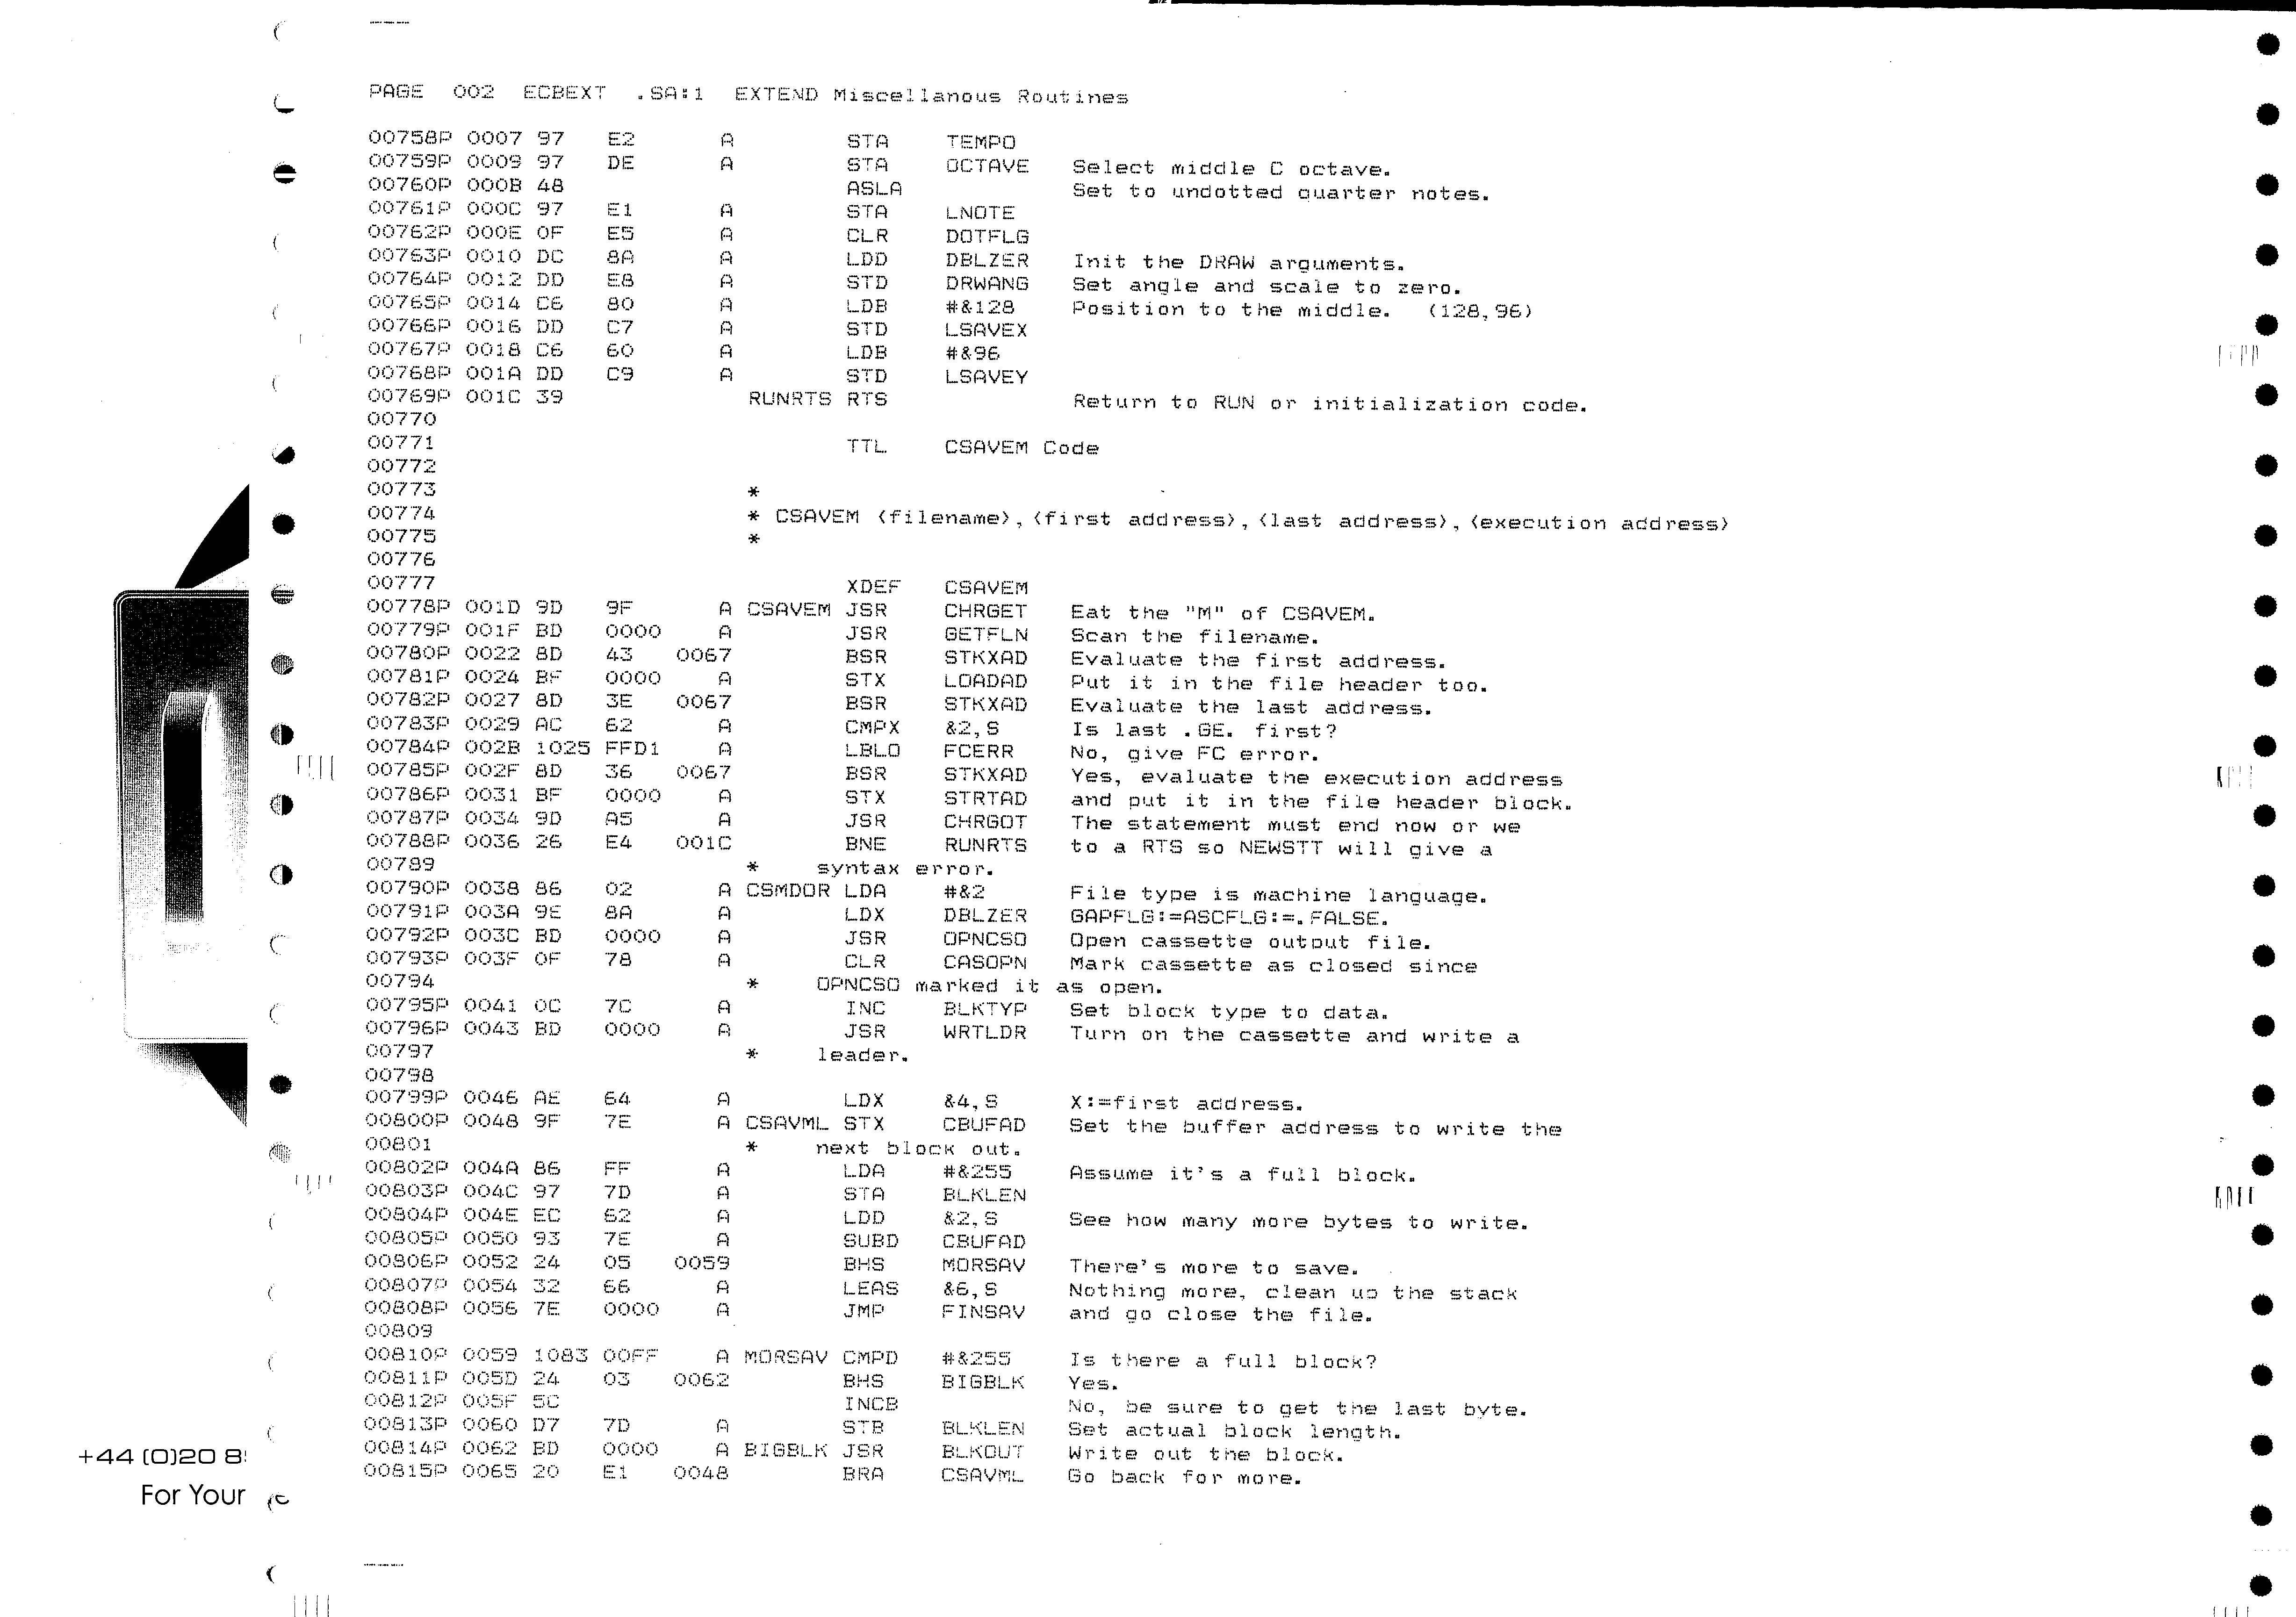 PAGE  002  ECBEXT  .SA:1  EXTEND Miscellanous Routines
00758P 0007 97   E2      A        STA   TEMPO
00759P 0009 97   DE      A        STA   OCTAVE   Select middle C octave.
00760P 000B 48                    ASLA           Set to undotted quarter notes.
00761P 000C 97   E1      A        STA   LNOTE
00762P 000E 0F   E5      A        CLR   DOTFLG
00763P 0010 DC   8A      A        LDD   DBLZER   Init the DRAW arguments.
00764P 0012 DD   E8      A        STD   DRWANG   Set angle and scale to zero.
00765P 0014 C6   80      A        LDB   #&128    Position to the middle.  (128,96)
00766P 0016 DD   C7      A        STD   LSAVEX
00767P 0018 C6   60      A        LDB   #&96
00768P 001A DD   C9      A        STD   LSAVEY
00769P 001C 39             RUNRTS RTS            Return to RUN or initialization code.
00770
00771                             TTL   CSAVEM Code
00772
00773                      *
00774                      * CSAVEM <filename>,<first address>,<last address>,<execution address>
00775                      *
00776
00777                             XDEF  CSAVEM
00778P 001D 9D   9F      A CSAVEM JSR   CHRGET   Eat the "M" of CSAVEM.
00779P 001F BD   0000    A        JSR   GETFLN   Scan the filename.
00780P 0022 8D   43   0067        BSR   STKXAD   Evaluate the first address.
00781P 0024 BF   0000    A        STX   LOADAD   Put it in the file header too.
00782P 0027 8D   3E   0067        BSR   STKXAD   Evaluate the last address.
00783P 0029 AC   62      A        CMPX  &2,S     Is last .GE. first?
00784P 002B 1025 FFD1    A        LBLO  FCERR    No, give FC error.
00785P 002F 8D   36   0067        BSR   STKXAD   Yes, evaluate the execution address
00786P 0031 BF   0000    A        STX   STRTAD   and put it in the file header block.
00787P 0034 9D   A5      A        JSR   CHRGOT   The statement must end now or we
00788P 0036 26   E4   001C        BNE   RUNRTS   to a RTS so NEWSTT will give a
00789                      *    syntax error.
00790P 0038 86   02      A CSMDOR LDA   #&2      File type is machine language.
00791P 003A 9E   8A      A        LDX   DBLZER   GAPFLG:=ASCFLG:=.FALSE.
00792P 003C BD   0000    A        JSR   OPNCSO   Open cassette output file.
00793P 003F 0F   78      A        CLR   CASOPN   Mark cassette as closed since
00794                      *    OPNCSO marked it as open.
00795P 0041 0C   7C      A        INC   BLKTYP   Set block type to data.
00796P 0043 BD   0000    A        JSR   WRTLDR   Turn on the cassette and write a
00797                      *    leader.
00798
00799P 0046 AE   64      A        LDX   &4,S     X:=first address.
00800P 0048 9F   7E      A CSAVML STX   CBUFAD   Set the buffer address to write the
00801                      *    next block out.
00802P 004A 86   FF      A        LDA   #&255    Assume it's a full block.
00803P 004C 97   7D      A        STA   BLKLEN
00804P 004E EC   62      A        LDD   &2,S     See how many more bytes to write.
00805P 0050 93   7E      A        SUBD  CBUFAD
00806P 0052 24   05   0059        BHS   MORSAV   There's more to save.
00807P 0054 32   66      A        LEAS  &6,S     Nothing more, clean up the stack
00808P 0056 7E   0000    A        JMP   FINSAV   and go close the file.
00809
00810P 0059 1083 00FF    A MORSAV CMPD  #&255    Is there a full block?
00811P 005D 24   03   0062        BHS   BIGBLK   Yes.
00812P 005F 5C                    INCB           No, be sure to get the last byte.
00813P 0060 D7   7D      A        STB   BLKLEN   Set actual block length.
00814P 0062 BD   0000    A BIGBLK JSR   BLKOUT   Write out the block.
00815P 0065 20   E1   0048        BRA   CSAVML   Go back for more.
+44 (0)20 8
For Your